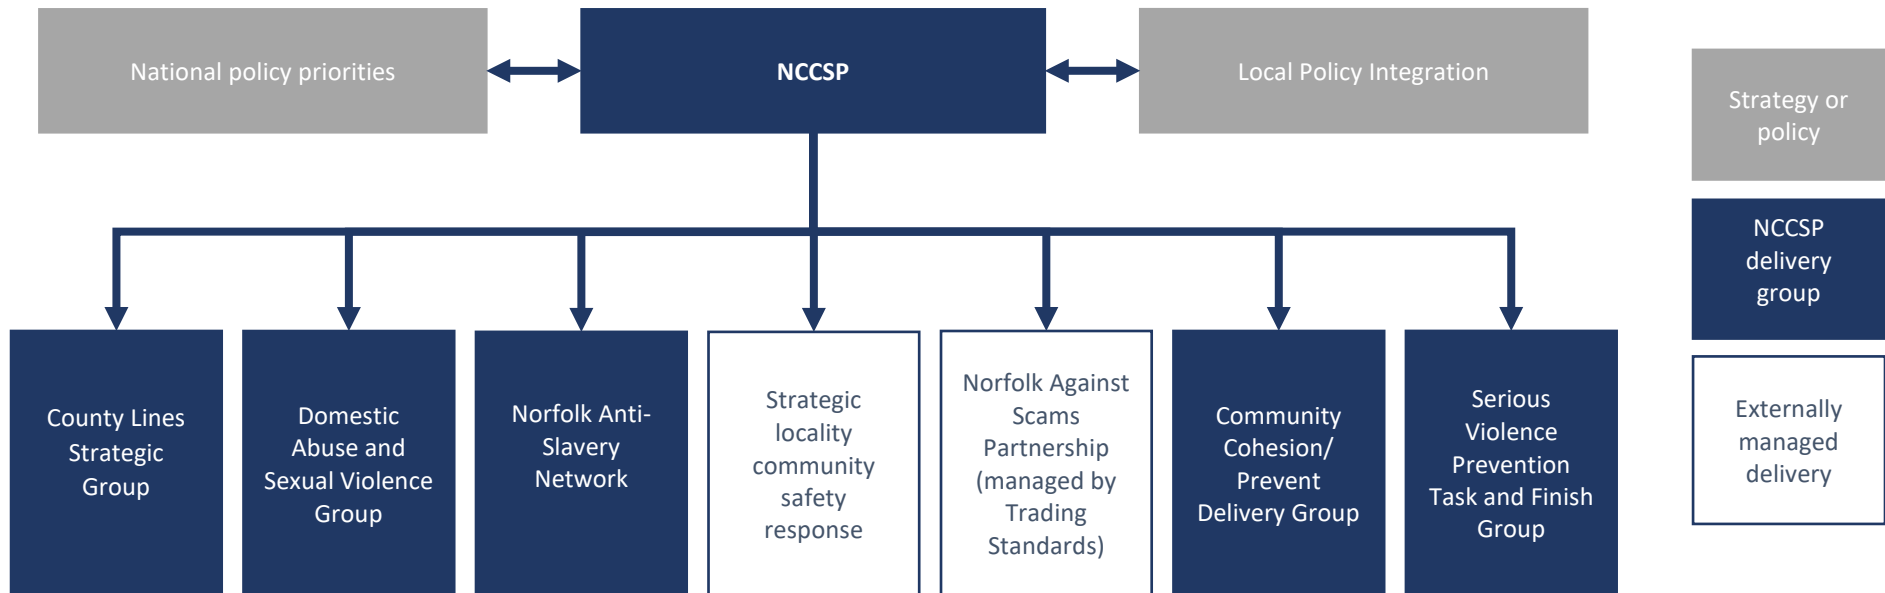 National policy priorities
NCCSP
Local Policy Integration
Strategy or
policy
NCCSP
delivery
group
Externally
managed
delivery
County Lines
Strategic
Group
Domestic
Abuse and
Sexual Violence
Group
Norfolk Anti-
Slavery
Network
Strategic
locality
community
safety
response
Norfolk Against
Scams
Partnership
(managed by
Trading
Standards)
Community
Cohesion/
Prevent
Delivery Group
Serious
Violence
Prevention
Task and Finish
Group